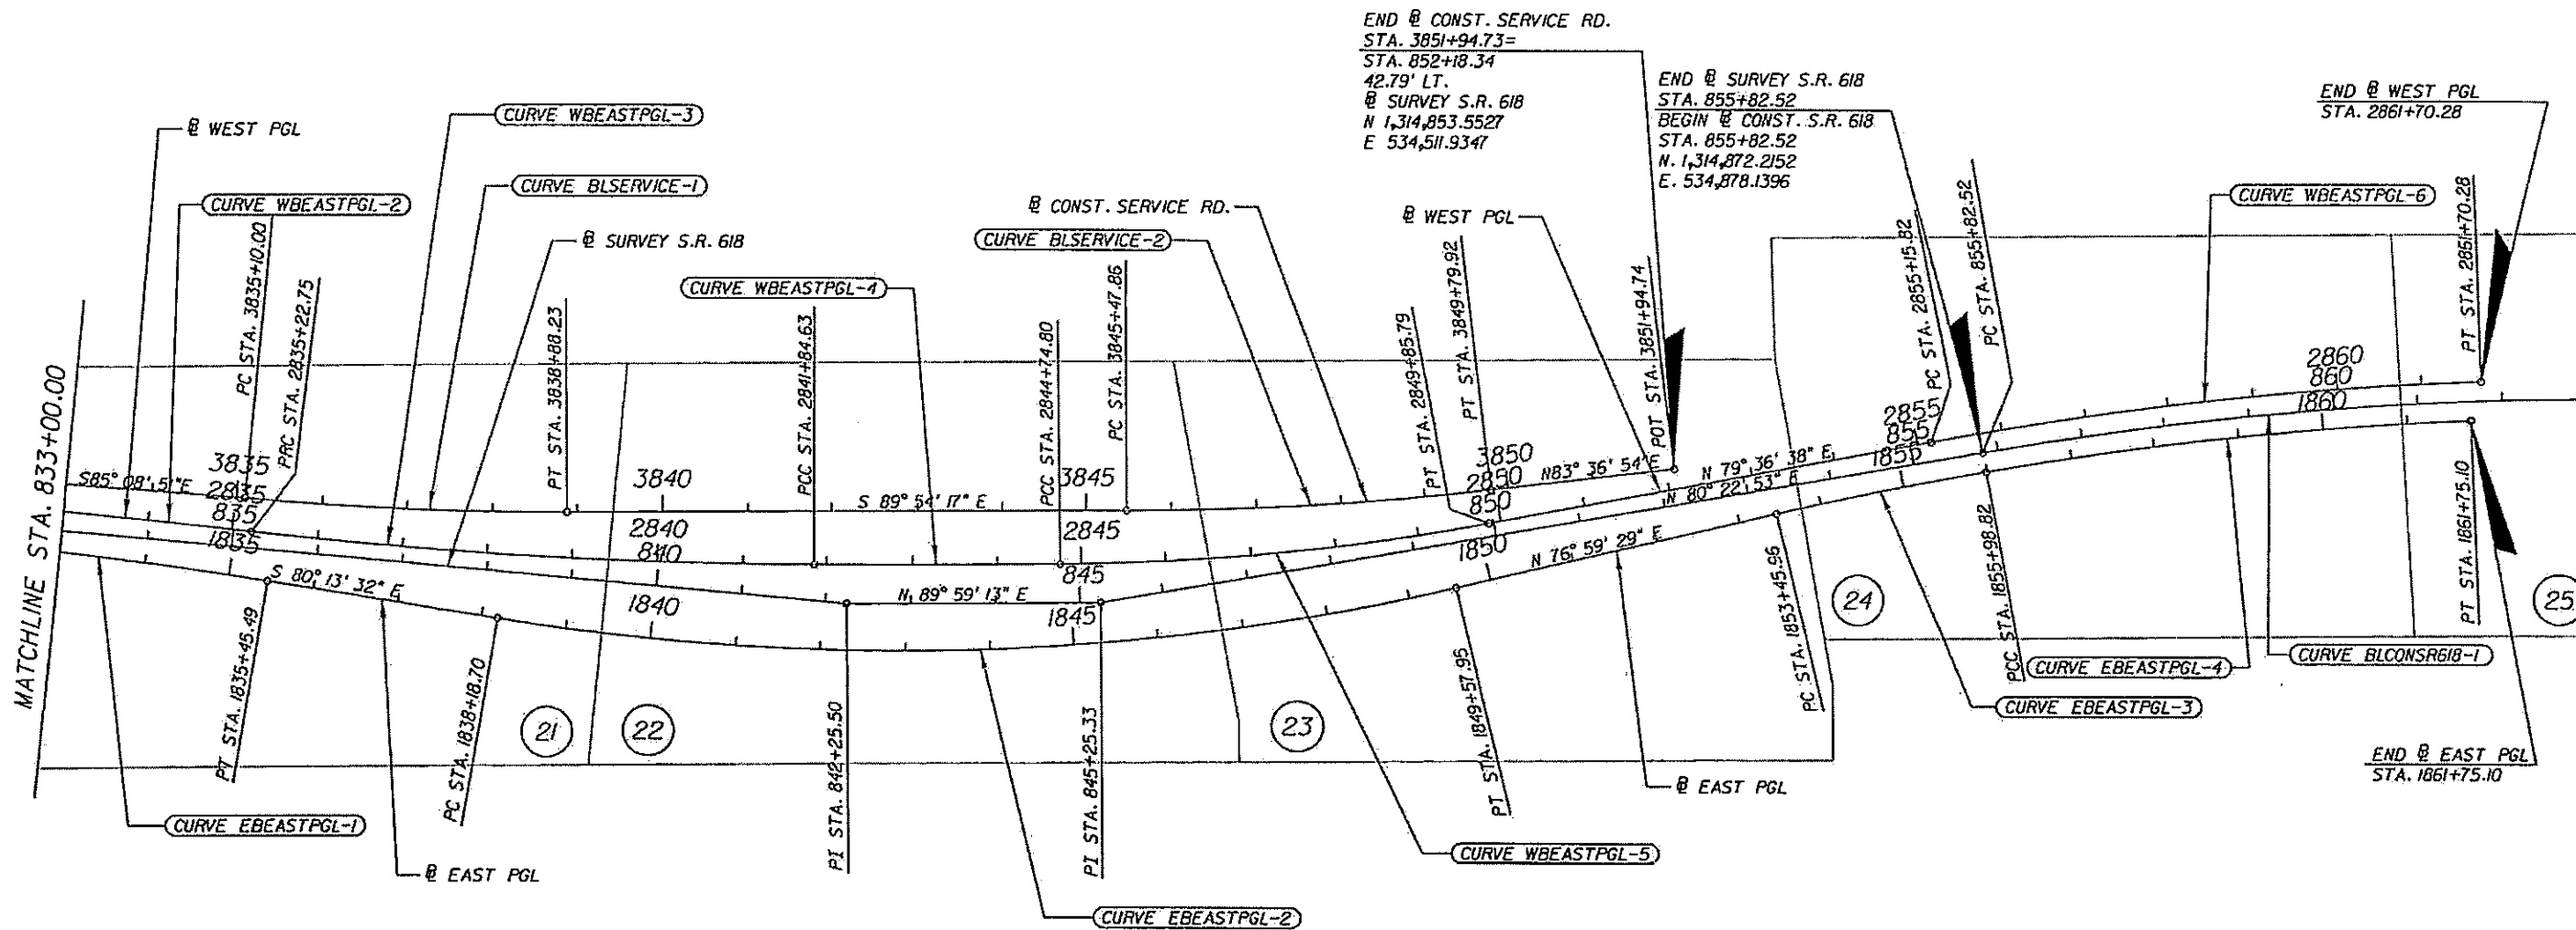 END ⅊ CONST. SERVICE RD.
STA. 3851+94.73=
STA. 852+18.34
42.79' LT.
⅊ SURVEY S.R. 618
N 1,314,853.5527
E 534,511.9347
END ⅊ SURVEY S.R. 618
STA. 855+82.52
BEGIN ⅊ CONST. S.R. 618
STA. 855+82.52
N. 1,314,872.2152
E. 534,878.1396
END ⅊ WEST PGL
STA. 2861+70.28
⅊ WEST PGL
CURVE WBEASTPGL-3
CURVE BLSERVICE-1
CURVE WBEASTPGL-2
⅊ SURVEY S.R. 618
CURVE WBEASTPGL-4
⅊ CONST. SERVICE RD.
CURVE BLSERVICE-2
⅊ WEST PGL
CURVE WBEASTPGL-6
MATCHLINE STA. 833+00.00
PC STA. 3835+10.00
PRC STA. 2835+22.75
PT STA. 3838+88.23
PCC STA. 2841+84.63
PCC STA. 2844+74.80
PC STA. 3845+47.86
PT STA. 2849+85.79
PT STA. 3849+79.92
POT STA. 3851+94.74
PC STA. 2855+15.82
PC STA. 855+82.52
PT STA. 2861+70.28
S85° 08' 51" E
3835
2835
835
1835
3840
2840
840
1840
S 89° 54' 17" E
3845
2845
845
1845
3850
2850
850
1850
N83° 36' 54" E
N 79° 36' 38" E
N 80° 22' 53" E
2855
855
1855
2860
860
1860
S 80° 13' 32" E
N 89° 59' 13" E
N 76° 59' 29" E
PT STA. 1835+45.49
PC STA. 1838+18.70
PI STA. 842+25.50
PI STA. 845+25.33
PT STA. 1849+57.95
PC STA. 1853+45.96
PCC STA. 1855+98.82
PT STA. 1861+75.10
21
22
23
24
25
CURVE EBEASTPGL-4
CURVE BLCONSR618-1
CURVE EBEASTPGL-3
END ⅊ EAST PGL
STA. 1861+75.10
⅊ EAST PGL
CURVE EBEASTPGL-1
CURVE WBEASTPGL-5
⅊ EAST PGL
CURVE EBEASTPGL-2